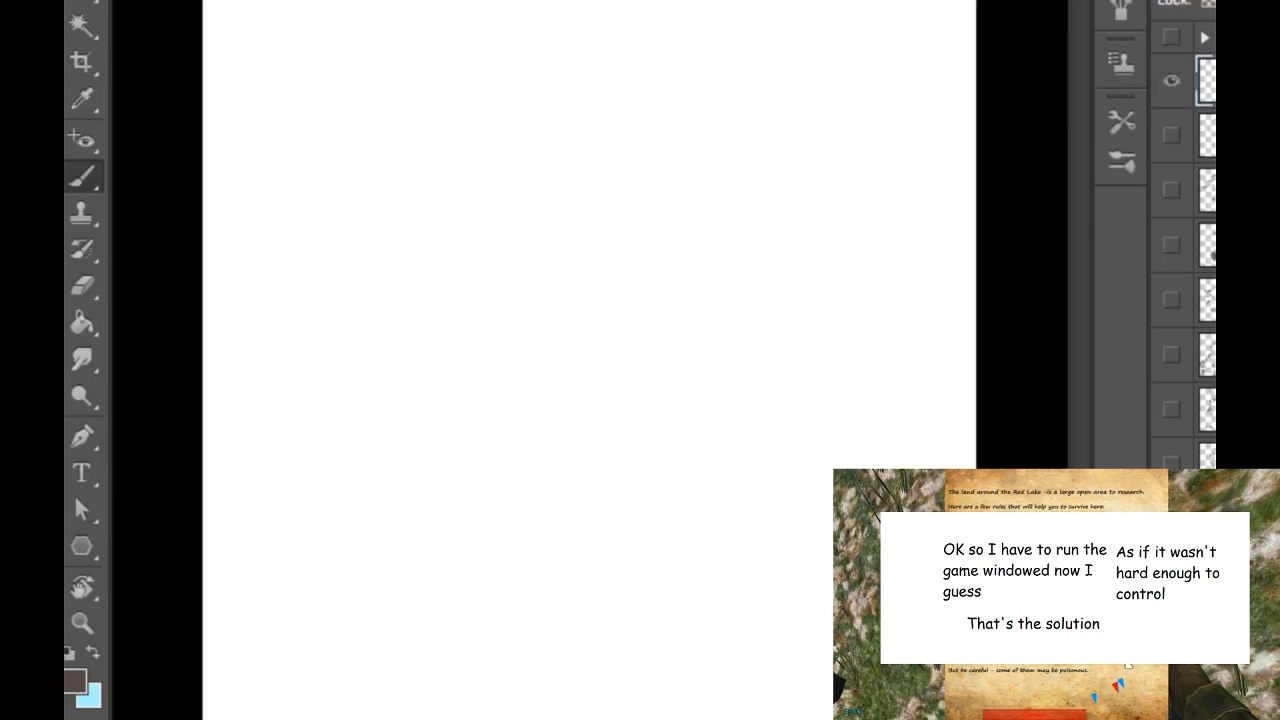 Lock:
T
The land around the Red Lake -is a large open area to research.
Here are a few rules that will help you to survive here:
OK so I have to run the
game windowed now I
guess
As if it wasn't
hard enough to
control
That's the solution
But be careful - some of them may be poisonous.